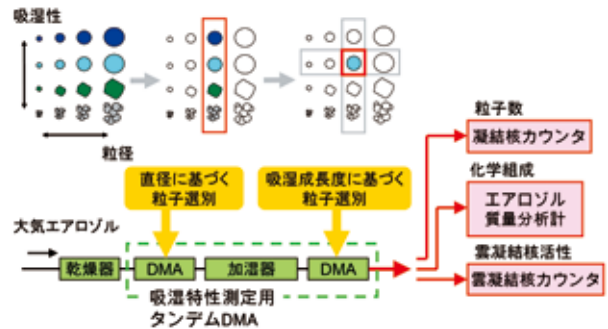 吸湿性
粒径
粒子数
凝結核カウンタ
化学組成
直径に基づく
粒子選別
吸湿成長度に基づく
粒子選別
エアロゾル
質量分析計
大気エアロゾル
雲凝結核活性
乾燥器
DMA
加湿器
DMA
雲凝結核カウンタ
吸湿特性測定用
タンデムDMA